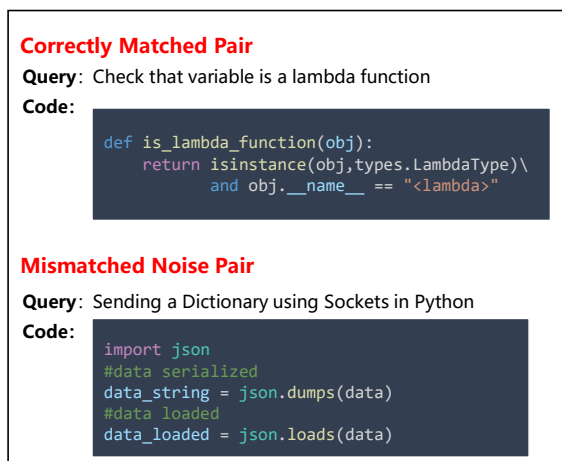 Correctly Matched Pair
Query: Check that variable is a lambda function
Code:
def is_lambda_function(obj):
    return isinstance(obj,types.LambdaType)\
           and obj.__name__ == "<lambda>"
Mismatched Noise Pair
Query: Sending a Dictionary using Sockets in Python
Code:
import json
#data serialized
data_string = json.dumps(data)
#data loaded
data_loaded = json.loads(data)